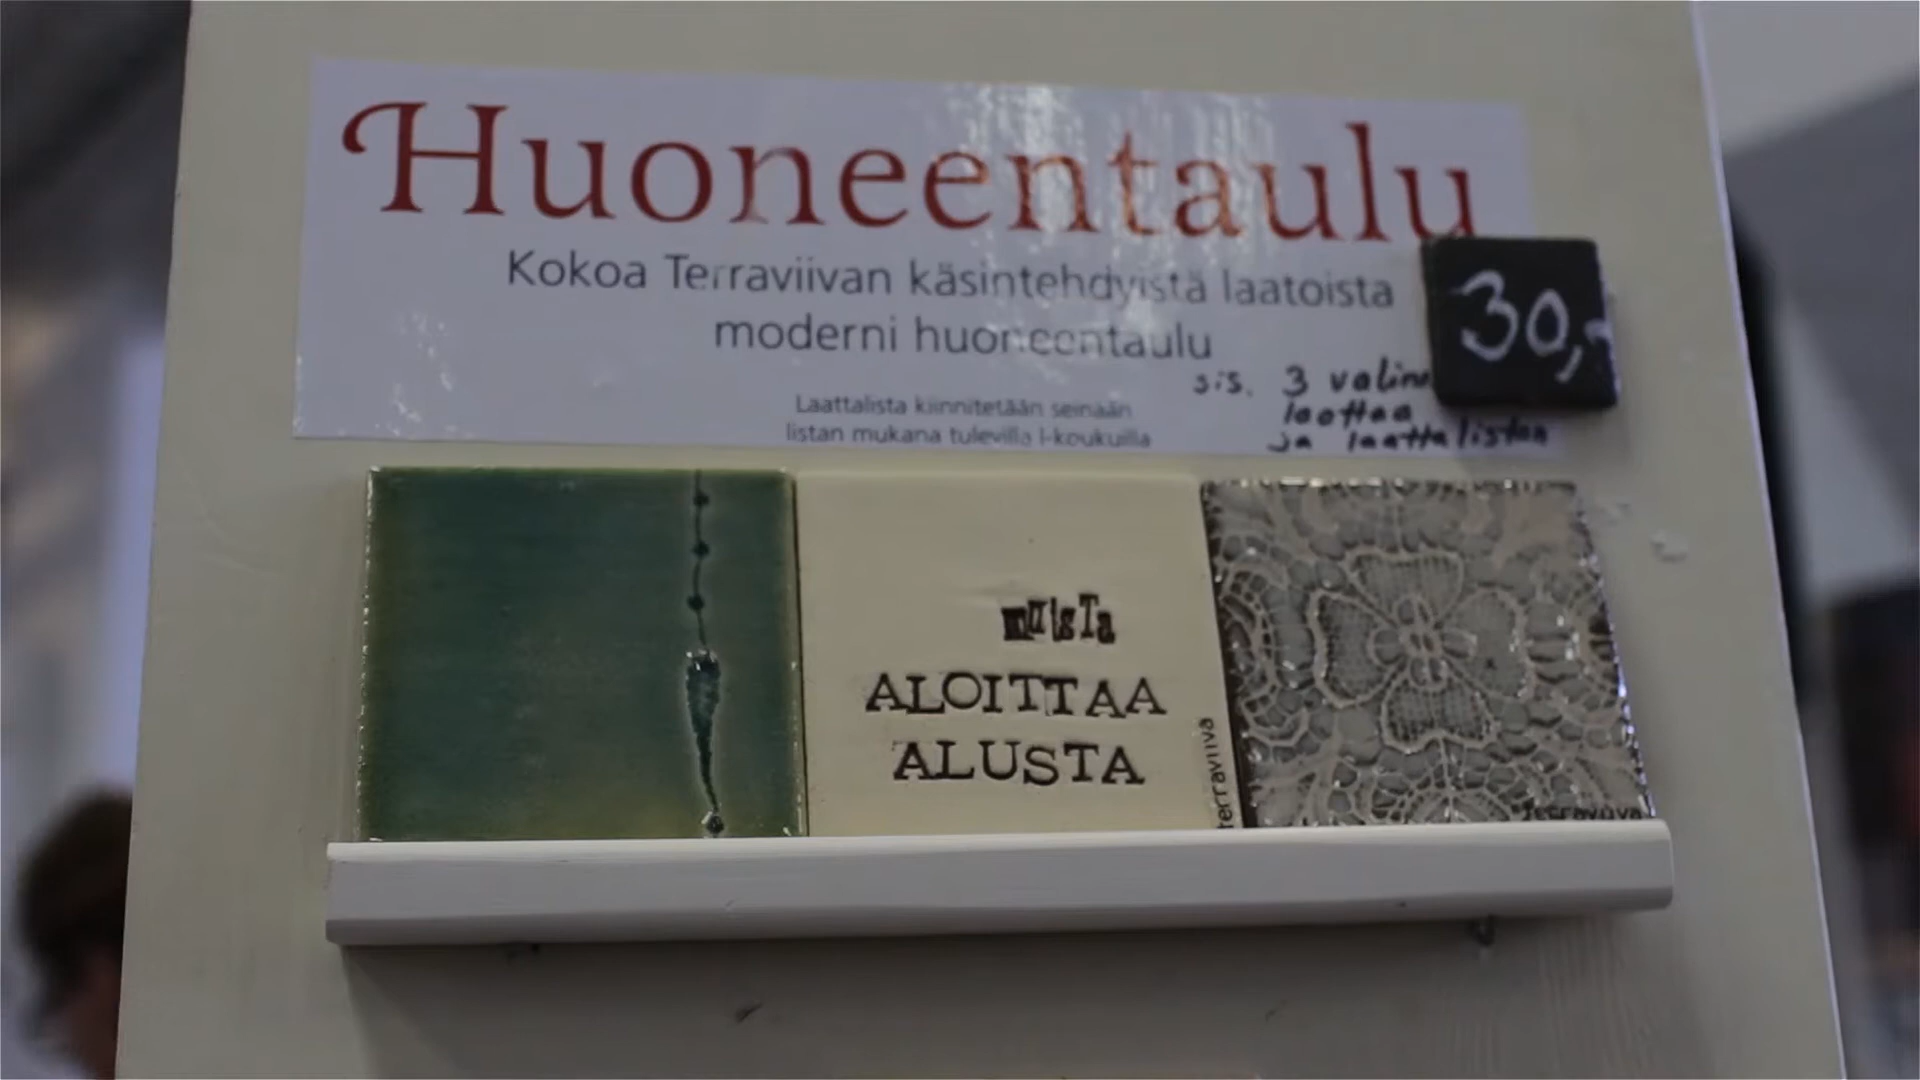 Huoneentaulu
Kokoa Terraviivan käsintehdyistä laatoista
moderni huoneentaulu
30,-
sis. 3
laattaa
ja laattalistan
Laattalista kiinnitetään seinään
listan mukana tulevilla l-koukuilla
muisTa
ALOITTAA
ALUSTA
Terraviiva
Terraviiva